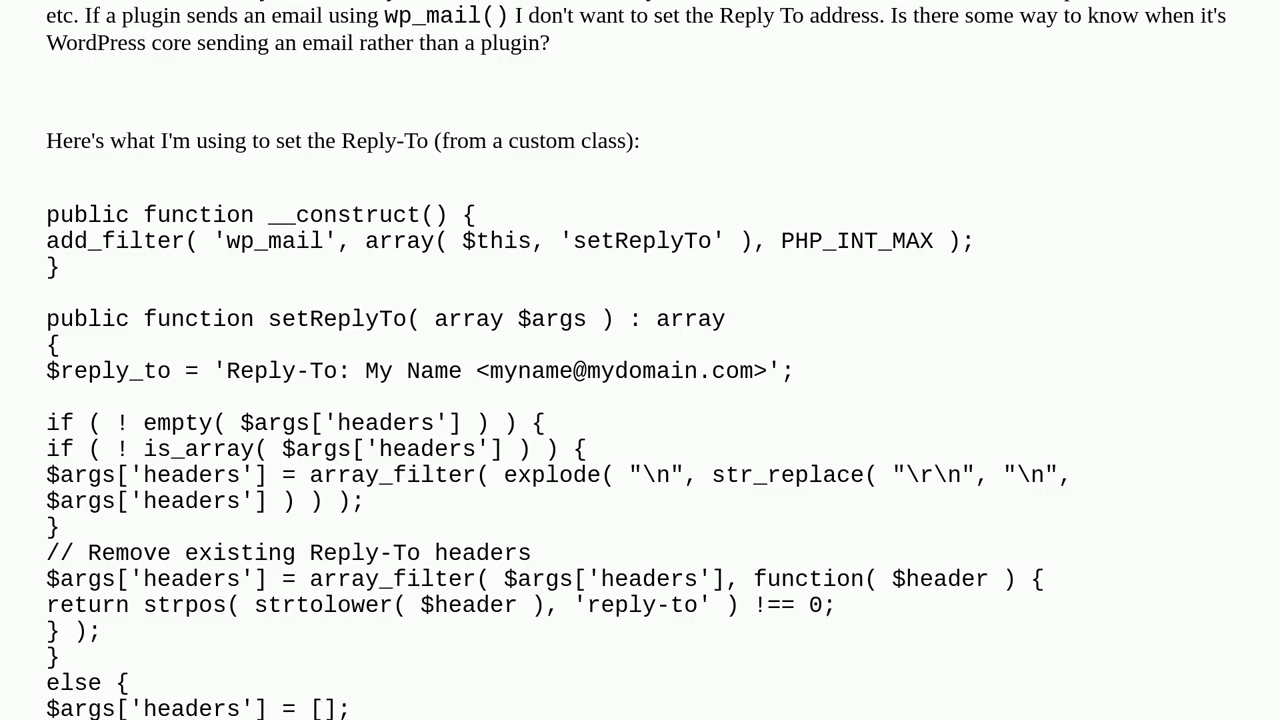 etc. If a plugin sends an email using wp_mail() I don't want to set the Reply To address. Is there some way to know when it's
WordPress core sending an email rather than a plugin?
Here's what I'm using to set the Reply-To (from a custom class):
public function __construct() {
add_filter( 'wp_mail', array( $this, 'setReplyTo' ), PHP_INT_MAX );
}
public function setReplyTo( array $args ) : array
{
$reply_to = 'Reply-To: My Name <myname@mydomain.com>';
if ( ! empty( $args['headers'] ) ) {
if ( ! is_array( $args['headers'] ) ) {
$args['headers'] = array_filter( explode( "\n", str_replace( "\r\n", "\n",
$args['headers'] ) ) );
}
// Remove existing Reply-To headers
$args['headers'] = array_filter( $args['headers'], function( $header ) {
return strpos( strtolower( $header ), 'reply-to' ) !== 0;
} );
}
else {
$args['headers'] = [];